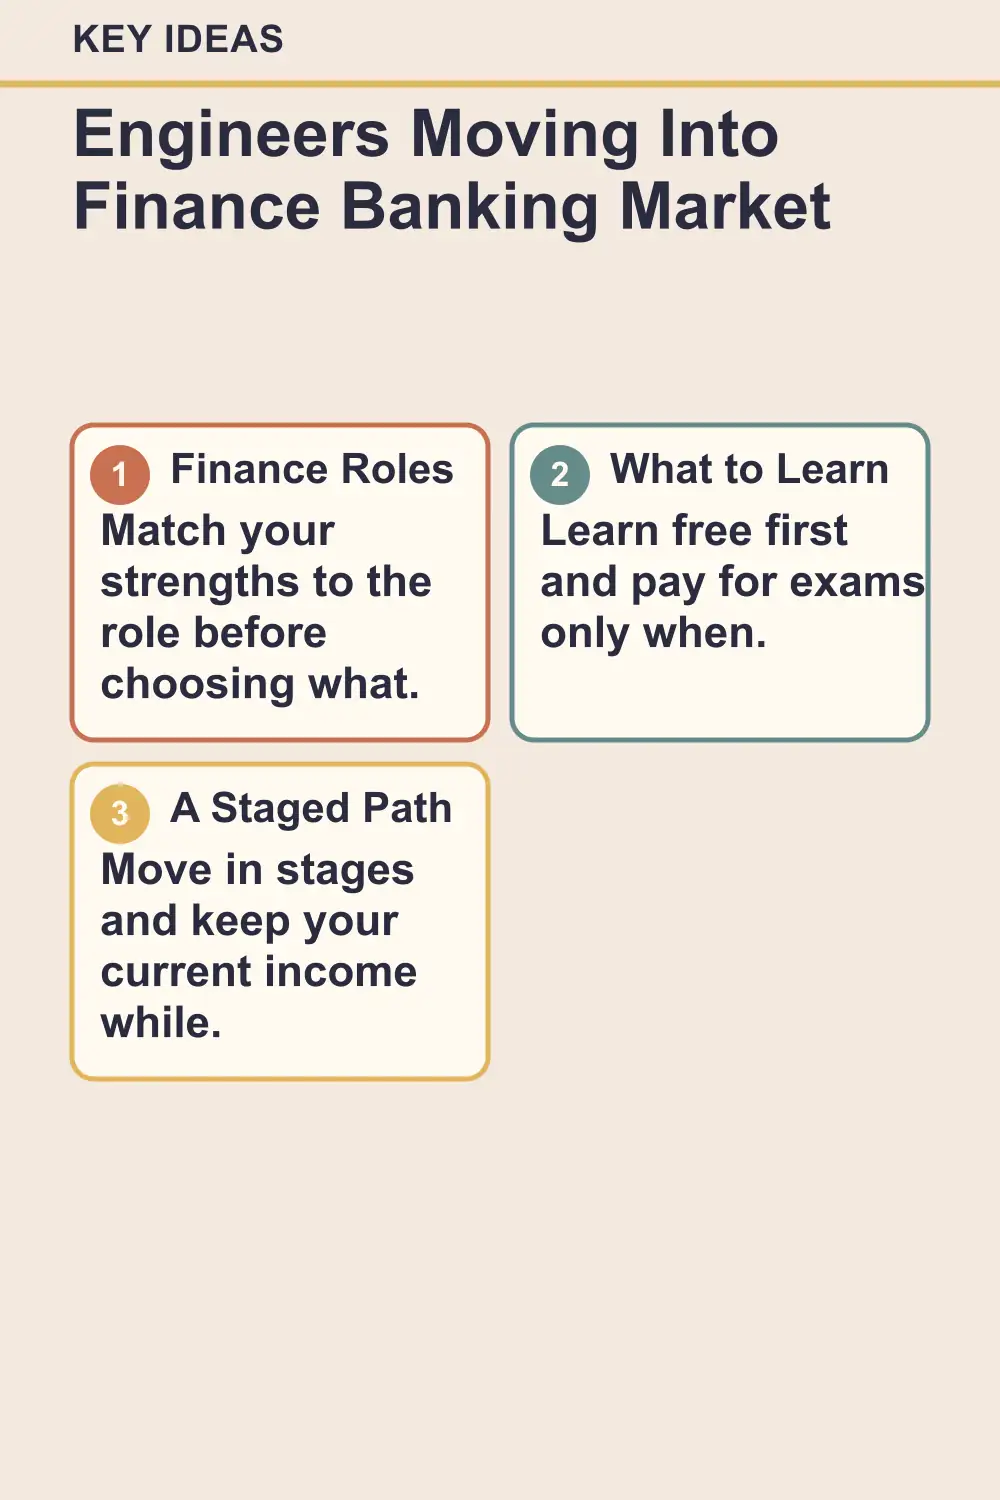 KEY IDEAS
Engineers Moving Into
Finance Banking Market
1 Finance Roles
Match your
strengths to the
role before
choosing what.
2 What to Learn
Learn free first
and pay for exams
only when.
3 A Staged Path
Move in stages
and keep your
current income
while.